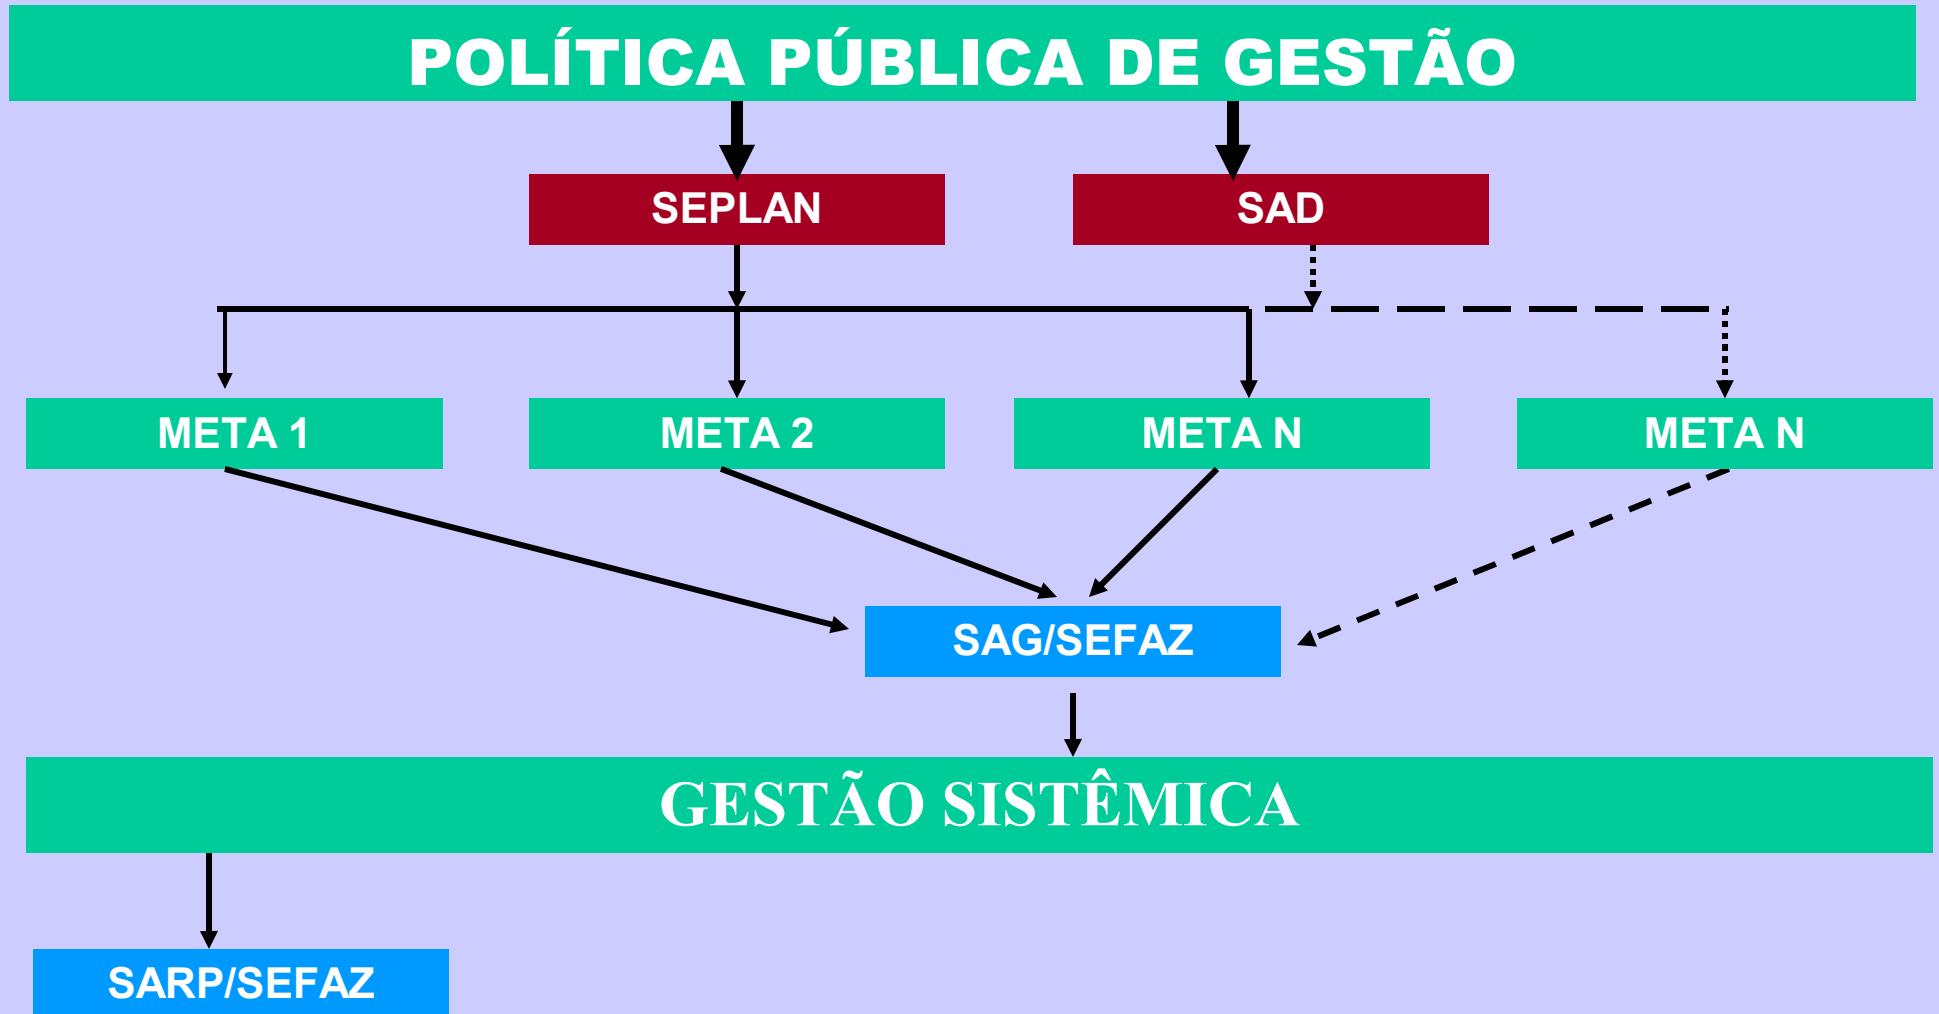 POLÍTICA PÚBLICA DE GESTÃO
SEPLAN
SAD
META 1
META 2
META N
META N
SAG/SEFAZ
GESTÃO SISTÊMICA
SARP/SEFAZ